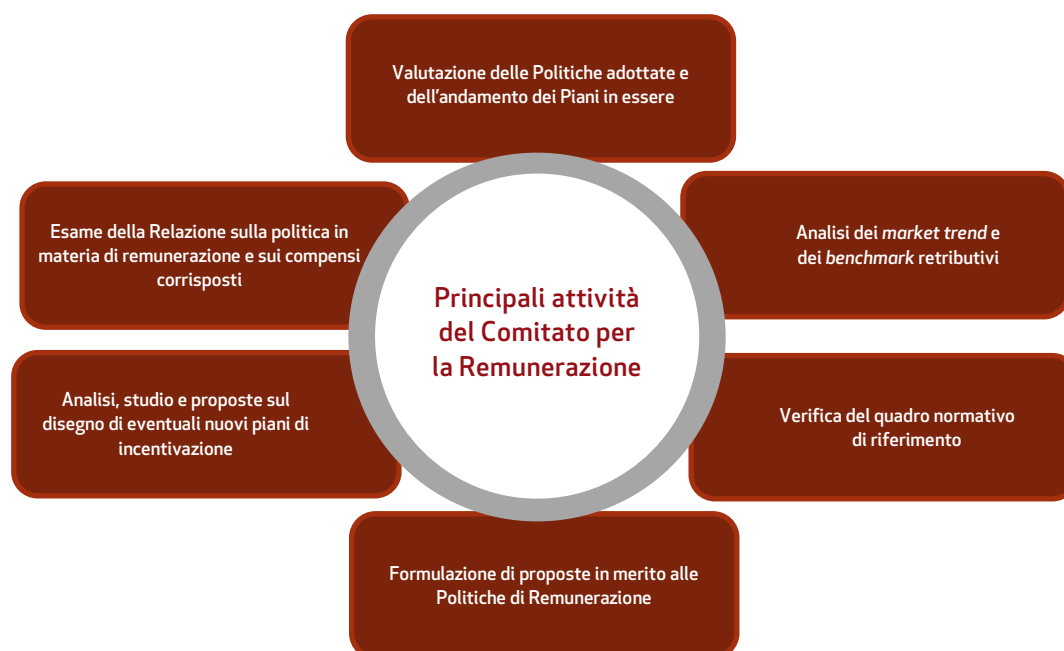 Valutazione delle Politiche adottate e
dell'andamento dei Piani in essere
Esame della Relazione sulla politica in
materia di remunerazione e sui compensi
corrisposti
Analisi dei market trend e
dei benchmark retributivi
Principali attività
del Comitato per
la Remunerazione
Analisi, studio e proposte sul
disegno di eventuali nuovi piani di
incentivazione
Verifica del quadro normativo
di riferimento
Formulazione di proposte in merito alle
Politiche di Remunerazione